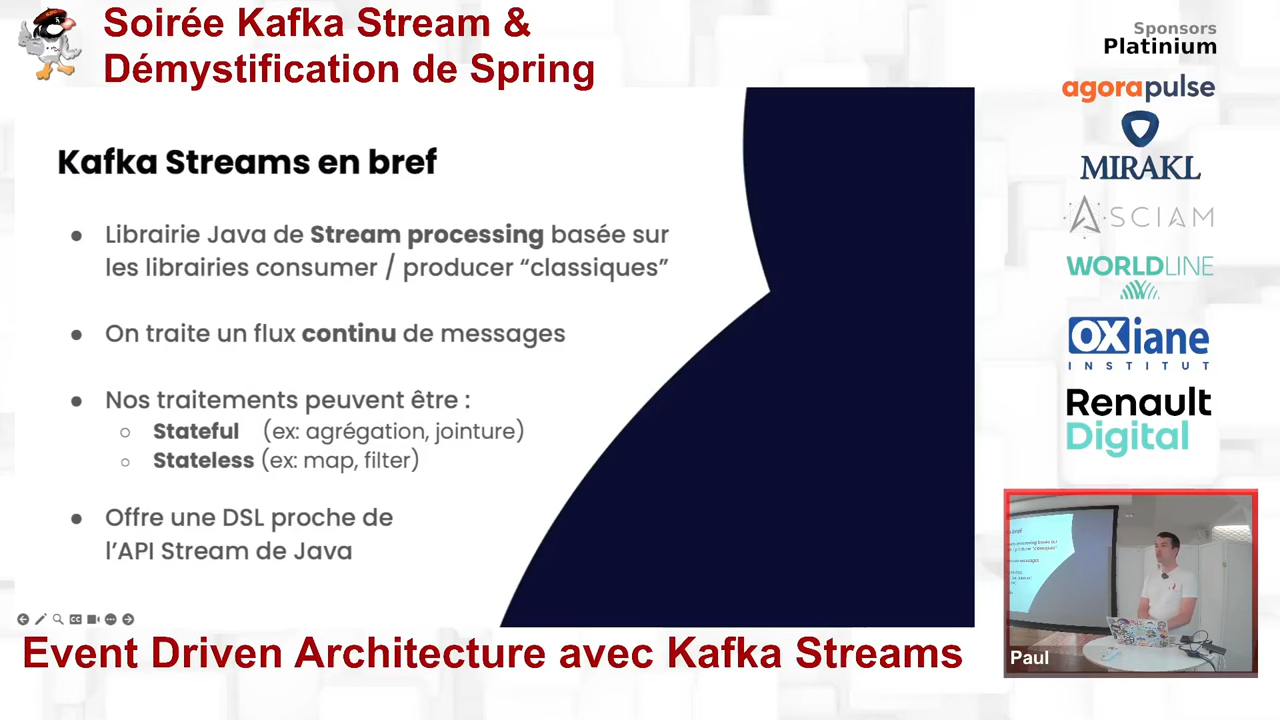 Soirée Kafka Stream &
Démystification de Spring
Sponsors
Platinium
agorapulse
MIRAKL
ASCIAM
WORLDLINE
OXiane
INSTITUT
Renault
Digital
Kafka Streams en bref
● Librairie Java de Stream processing basée sur
les librairies consumer / producer “classiques”
● On traite un flux continu de messages
● Nos traitements peuvent être :
○ Stateful (ex: agrégation, jointure)
○ Stateless (ex: map, filter)
● Offre une DSL proche de
l’API Stream de Java
Paul
Event Driven Architecture avec Kafka Streams